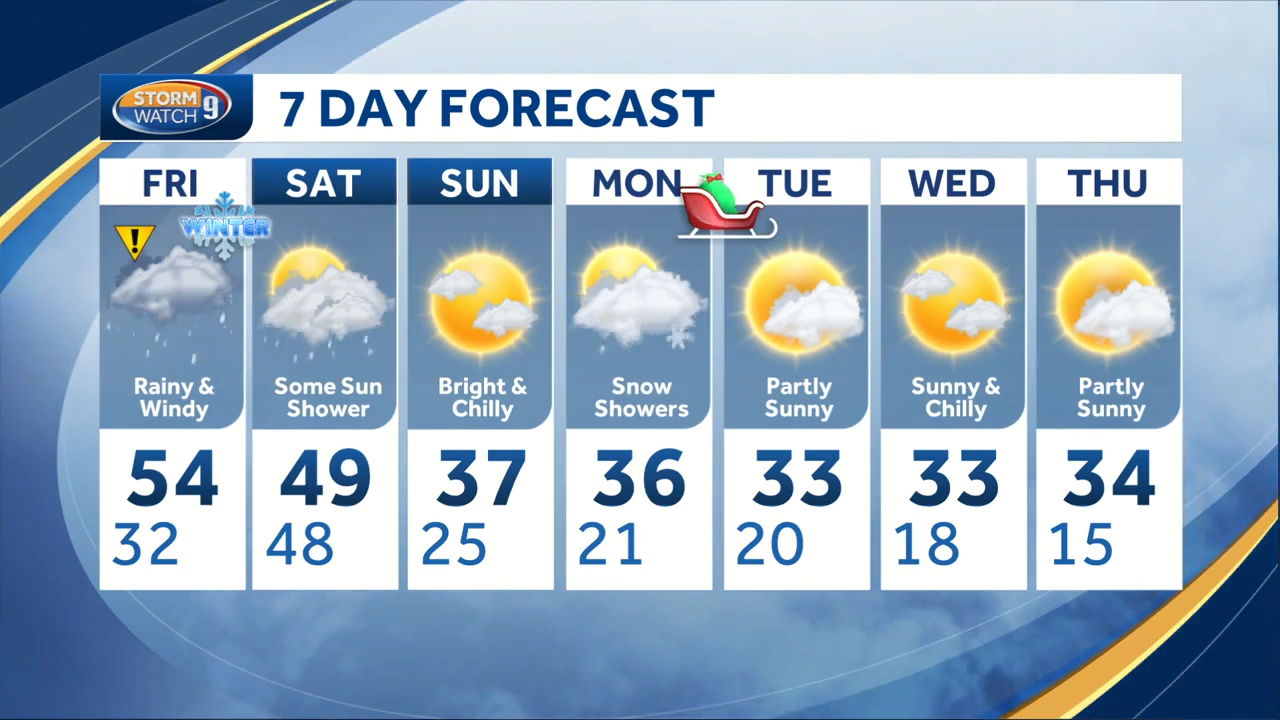 STORM
WATCH 9
7 DAY FORECAST
FRI
SAT
SUN
MON
TUE
WED
THU
!
WINTER
Rainy &
Windy
Some Sun
Shower
Bright &
Chilly
Snow
Showers
Partly
Sunny
Sunny &
Chilly
Partly
Sunny
54
49
37
36
33
33
34
32
48
25
21
20
18
15